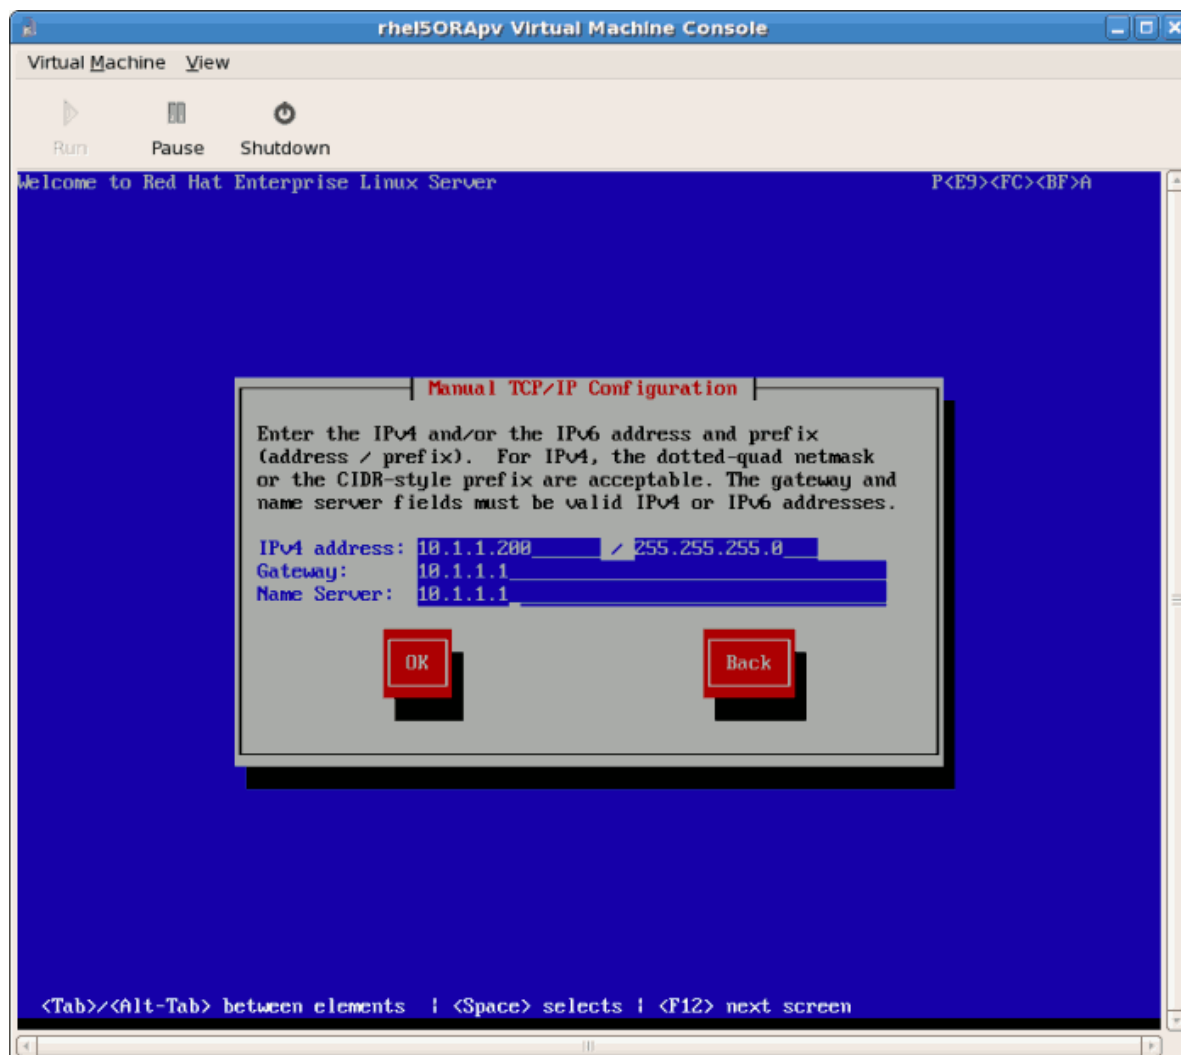 rhel5ORApv Virtual Machine Console
Virtual Machine View
Run Pause Shutdown
Welcome to Red Hat Enterprise Linux Server P<E9><FC><BF>A
Manual TCP/IP Configuration
Enter the IPv4 and/or the IPv6 address and prefix
(address / prefix). For IPv4, the dotted-quad netmask
or the CIDR-style prefix are acceptable. The gateway and
name server fields must be valid IPv4 or IPv6 addresses.
IPv4 address: 10.1.1.200 / 255.255.255.0
Gateway: 10.1.1.1
Name Server: 10.1.1.1
OK Back
<Tab>/<Alt-Tab> between elements | <Space> selects | <F12> next screen